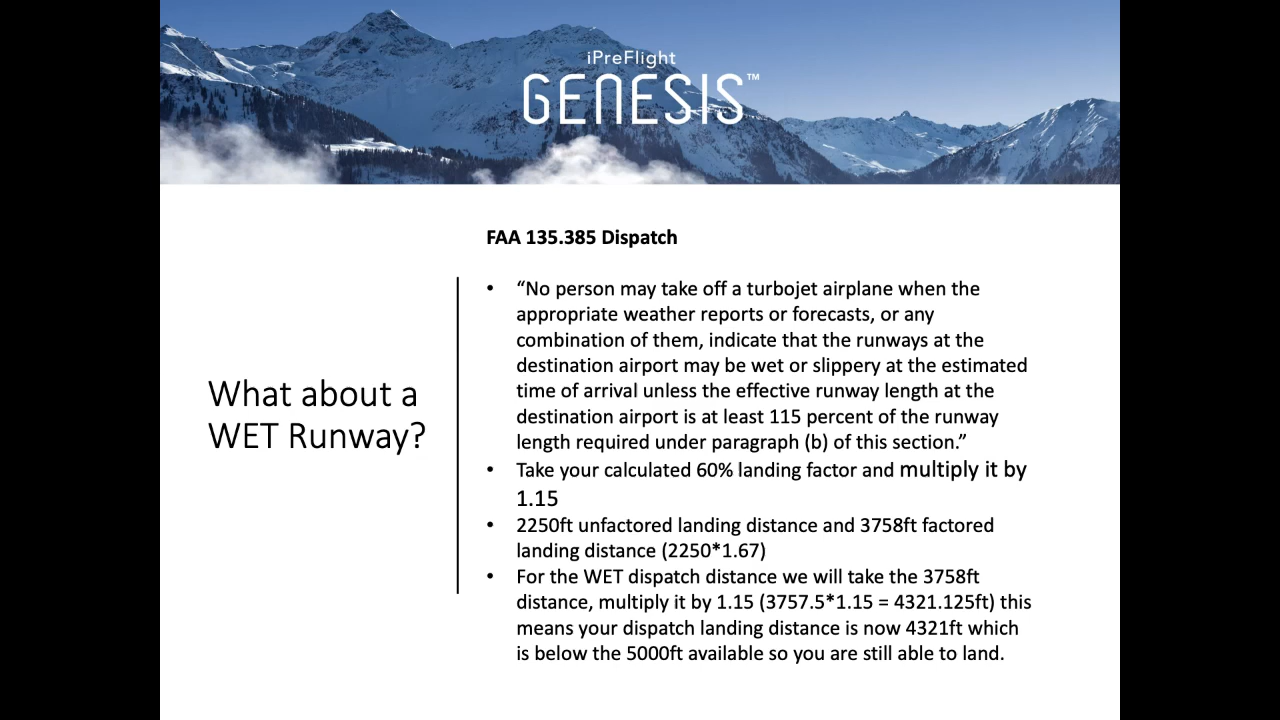 iPreFlight
GENESIS™
FAA 135.385 Dispatch
What about a
WET Runway?
• “No person may take off a turbojet airplane when the
appropriate weather reports or forecasts, or any
combination of them, indicate that the runways at the
destination airport may be wet or slippery at the estimated
time of arrival unless the effective runway length at the
destination airport is at least 115 percent of the runway
length required under paragraph (b) of this section.”
• Take your calculated 60% landing factor and multiply it by
1.15
• 2250ft unfactored landing distance and 3758ft factored
landing distance (2250*1.67)
• For the WET dispatch distance we will take the 3758ft
distance, multiply it by 1.15 (3757.5*1.15 = 4321.125ft) this
means your dispatch landing distance is now 4321ft which
is below the 5000ft available so you are still able to land.